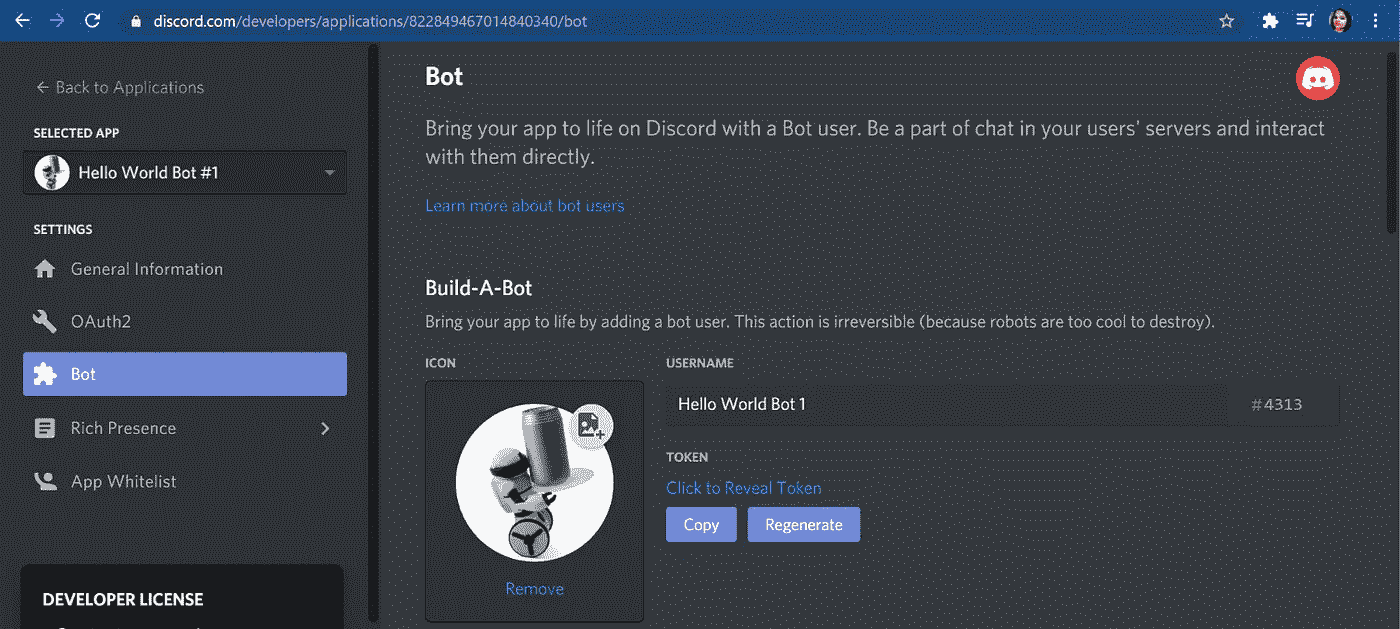 discord.com/developers/applications/822849467014840340/bot
← Back to Applications
SELECTED APP
Hello World Bot #1
SETTINGS
General Information
OAuth2
Bot
Rich Presence
App Whitelist
DEVELOPER LICENSE
Bot
Bring your app to life on Discord with a Bot user. Be a part of chat in your users' servers and interact
with them directly.
Learn more about bot users
Build-A-Bot
Bring your app to life by adding a bot user. This action is irreversible (because robots are too cool to destroy).
ICON
Remove
USERNAME
Hello World Bot 1 #4313
TOKEN
Click to Reveal Token
Copy Regenerate